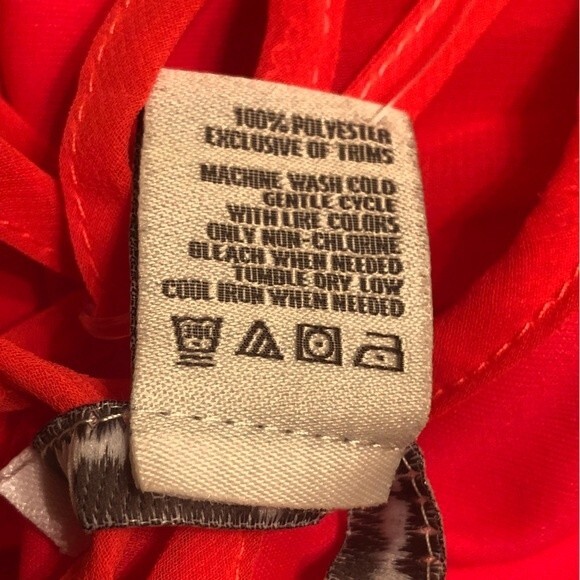 100% POLYESTER
EXCLUSIVE OF TRIMS
MACHINE WASH COLD
GENTLE CYCLE
WITH LIKE COLORS
ONLY NON-CHLORINE
BLEACH WHEN NEEDED
TUMBLE DRY LOW
COOL IRON WHEN NEEDED